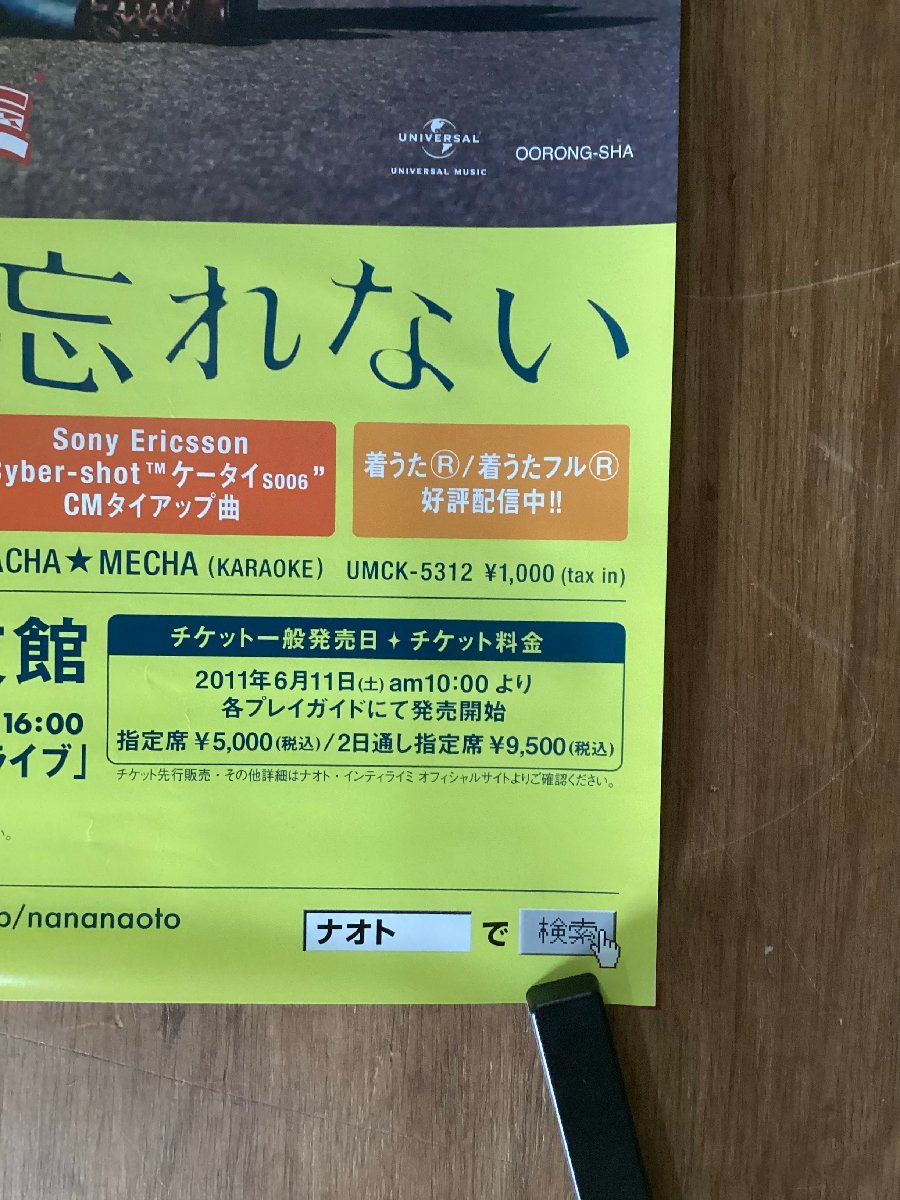 UNIVERSAL
UNIVERSAL MUSIC
OORONG-SHA
忘れない
Sony Ericsson
Cyber-shot™ケータイS006”
CMタイアップ曲
着うたⓇ/着うたフルⓇ
好評配信中!!
ACHA★MECHA (KARAOKE) UMCK-5312 ¥1,000 (tax in)
館
16:00
ライブ」
チケット一般発売日✦チケット料金
2011年6月11日(土) am10:00 より
各プレイガイドにて発売開始
指定席 ¥5,000(税込)/2日通し指定席 ¥9,500(税込)
チケット先行販売・その他詳細はナオト・インティライミ オフィシャルサイトよりご確認ください。
い。
p/nananaoto
ナオト で 検索